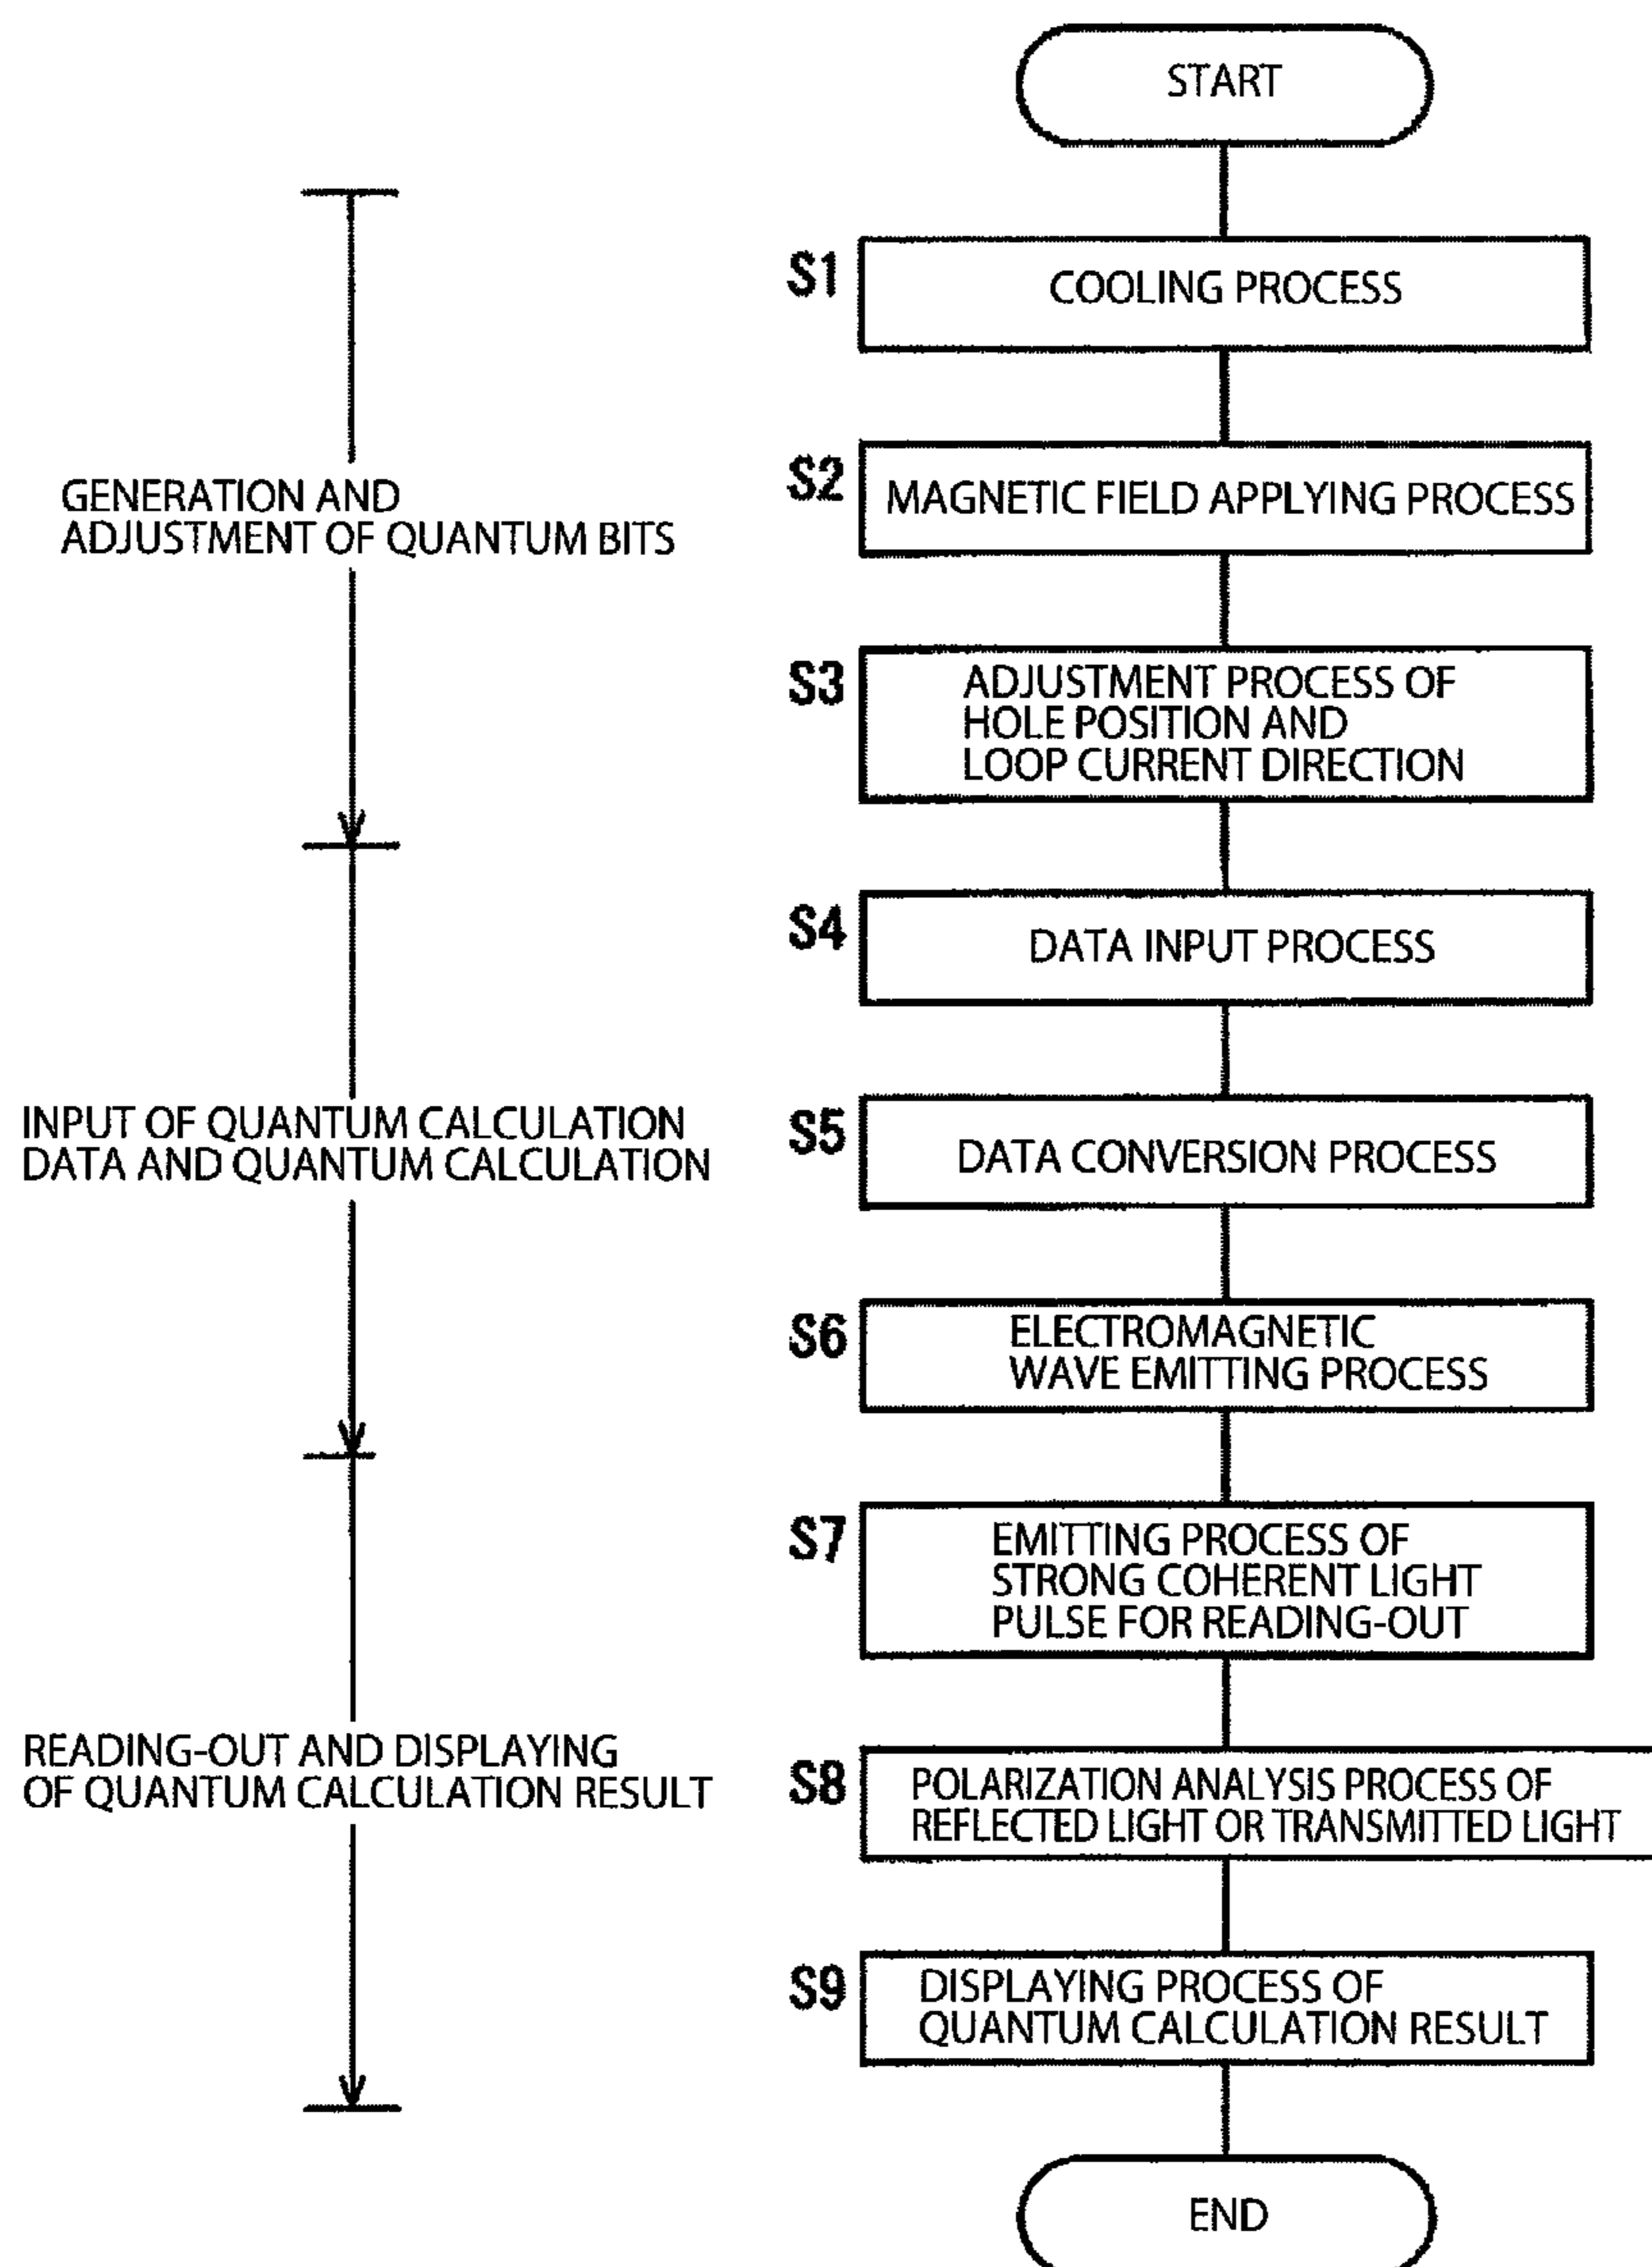 START
S1
COOLING PROCESS
S2
MAGNETIC FIELD APPLYING PROCESS
GENERATION AND
ADJUSTMENT OF QUANTUM BITS
S3
ADJUSTMENT PROCESS OF
HOLE POSITION AND
LOOP CURRENT DIRECTION
S4
DATA INPUT PROCESS
INPUT OF QUANTUM CALCULATION
DATA AND QUANTUM CALCULATION
S5
DATA CONVERSION PROCESS
S6
ELECTROMAGNETIC
WAVE EMITTING PROCESS
S7
EMITTING PROCESS OF
STRONG COHERENT LIGHT
PULSE FOR READING-OUT
READING-OUT AND DISPLAYING
OF QUANTUM CALCULATION RESULT
S8
POLARIZATION ANALYSIS PROCESS OF
REFLECTED LIGHT OR TRANSMITTED LIGHT
S9
DISPLAYING PROCESS OF
QUANTUM CALCULATION RESULT
END